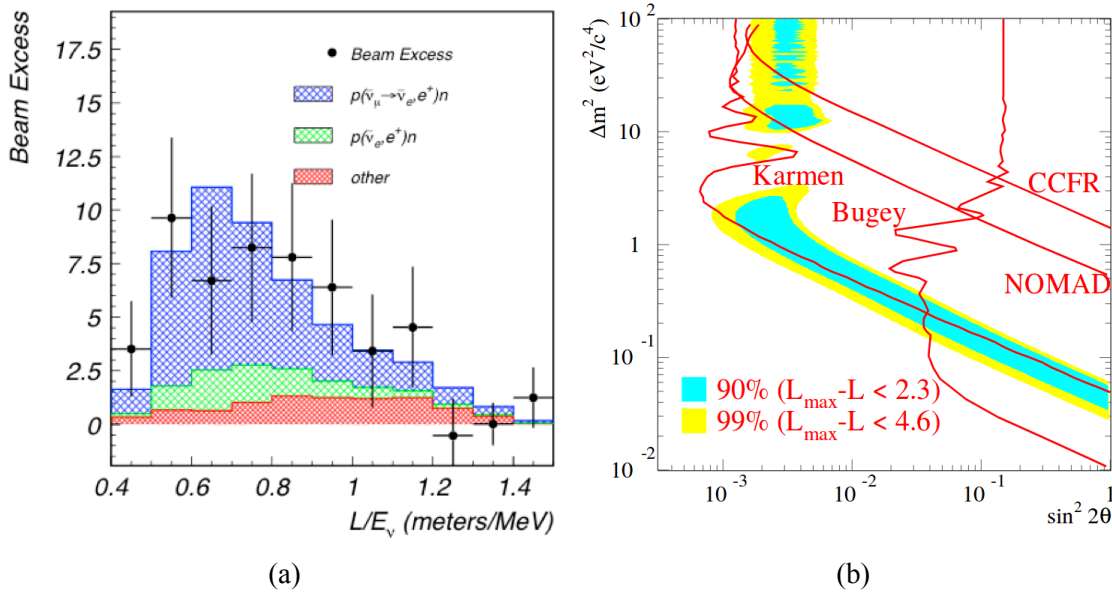 Beam Excess
17.5
15
12.5
10
7.5
5
2.5
0
0.4 0.6 0.8 1 1.2 1.4
L/Eν (meters/MeV)
Beam Excess
p(ν̄μ→ν̄e,e+)n
p(ν̄e,e+)n
other
(a)
Δm2 (eV2/c4)
10 2
10
1
10 -1
10 -2
10 -3 10 -2 10 -1 1
sin2 2θ
Karmen
CCFR
Bugey
NOMAD
90% (Lmax-L < 2.3)
99% (Lmax-L < 4.6)
(b)